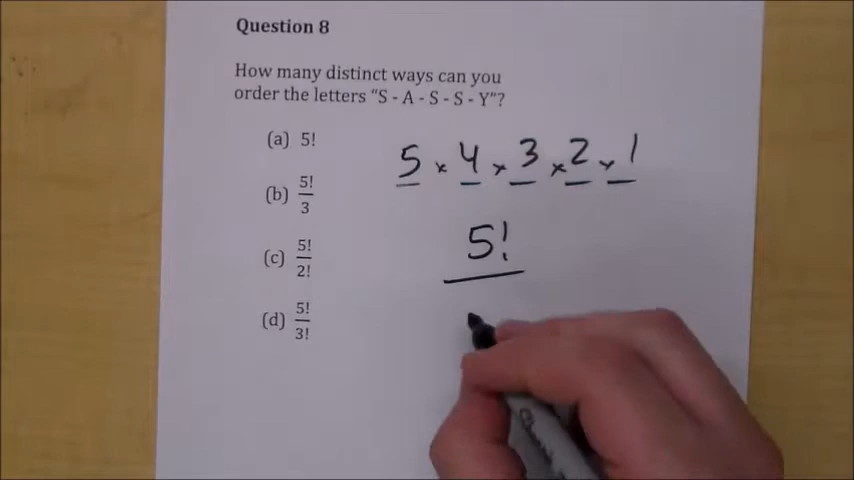 Question 8
How many distinct ways can you
order the letters “S - A - S - S - Y”?
(a) 5!
(b) 5!
3
(c) 5!
2!
(d) 5!
3!
5 × 4 × 3 × 2 × 1
5!